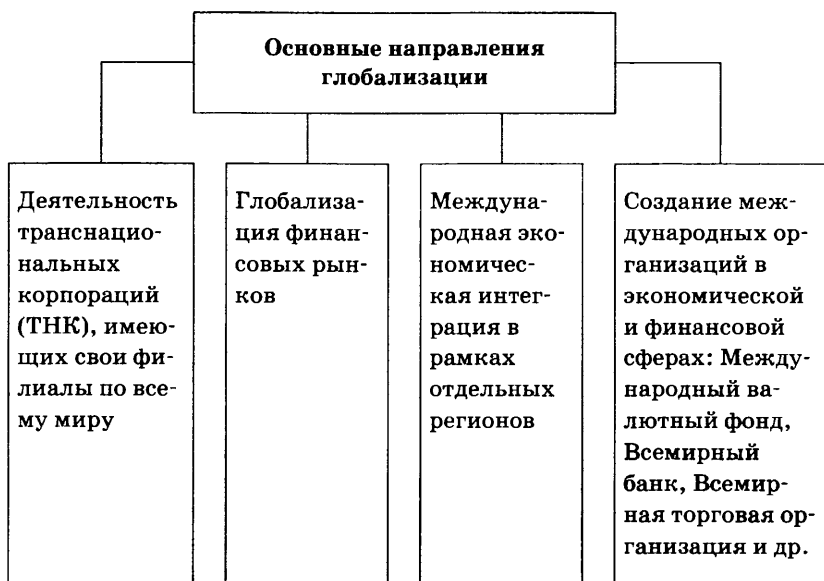 Основные направления
глобализации
Деятельность
транснацио-
нальных
корпораций
(ТНК), имею-
щих свои фи-
лиалы по все-
му миру
Глобализа-
ция финан-
совых рын-
ков
Междуна-
родная эко-
номичес-
кая интег-
рация в
рамках
отдельных
регионов
Создание меж-
дународных ор-
ганизаций в
экономической
и финансовой
сферах: Между-
народный ва-
лютный фонд,
Всемирный
банк, Всемир-
ная торговая ор-
ганизация и др.